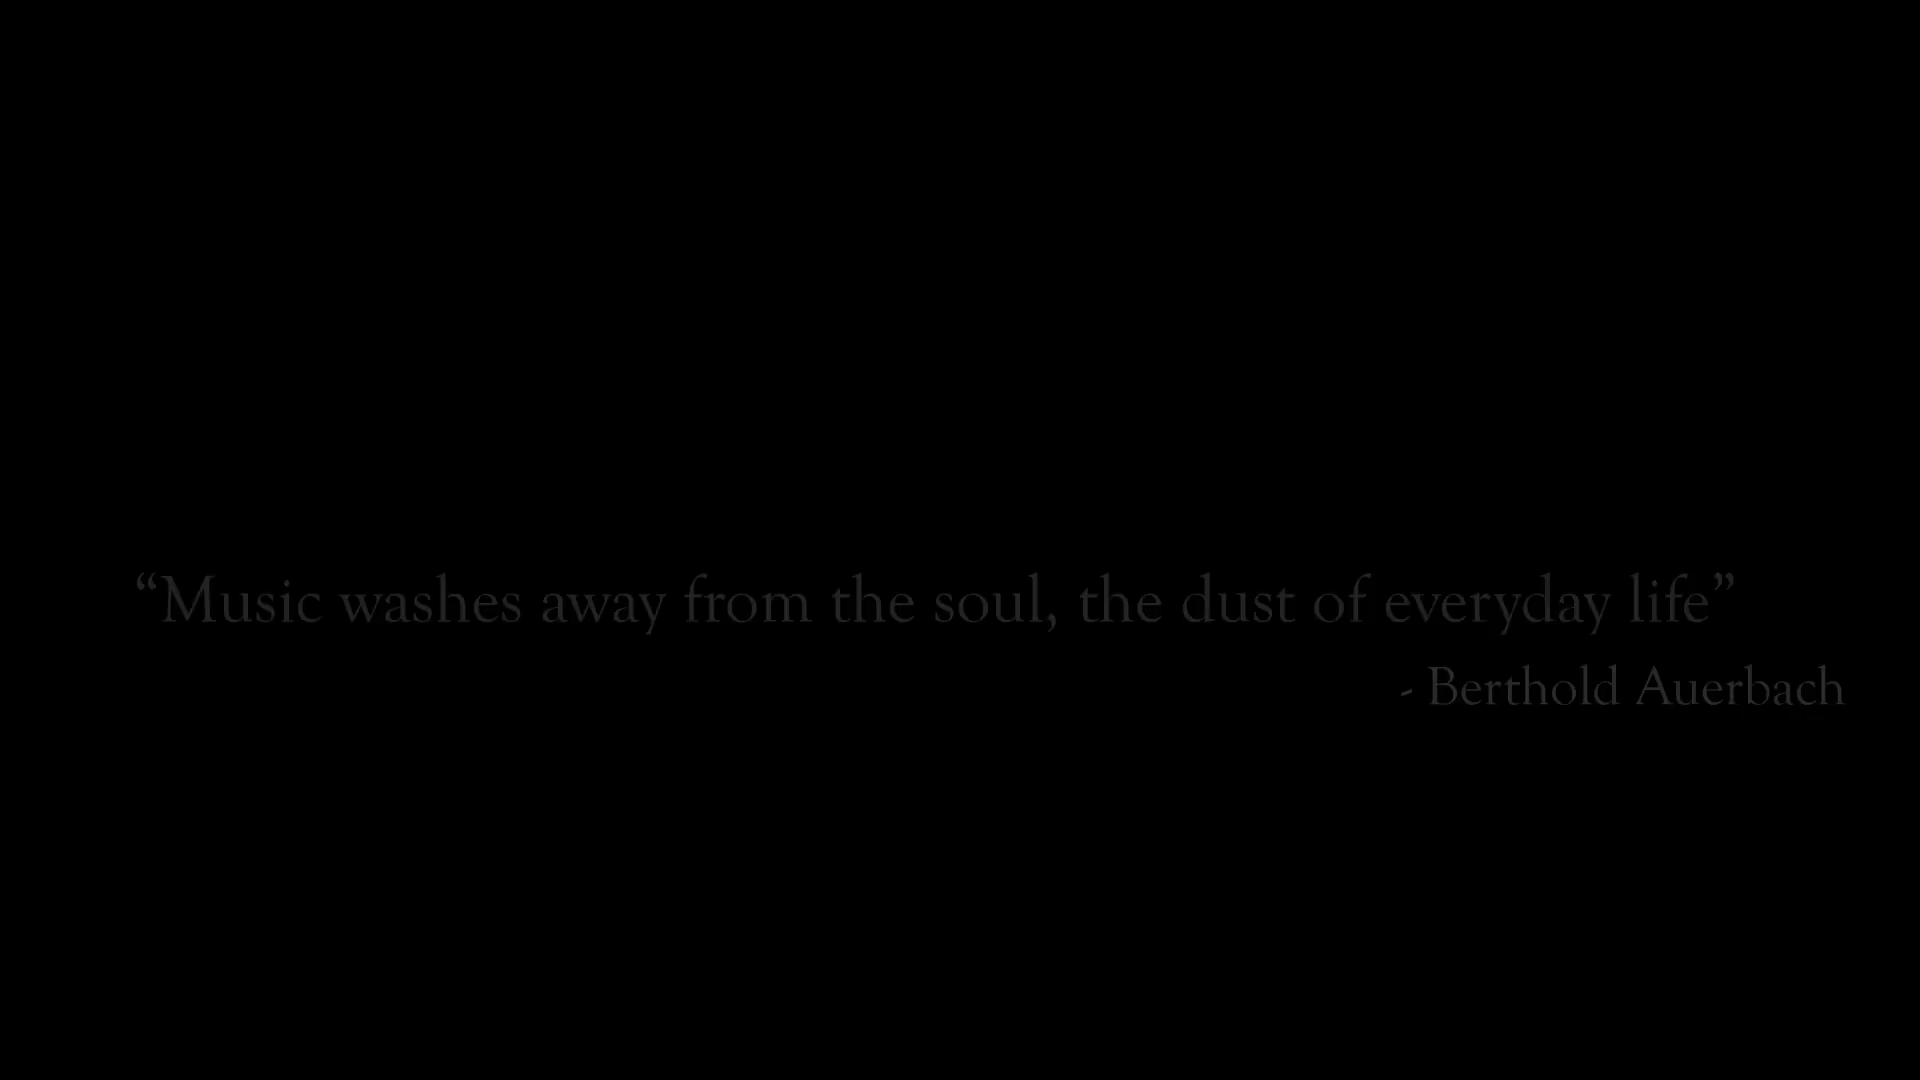 “Music washes away from the soul, the dust of everyday life”
- Berthold Auerbach